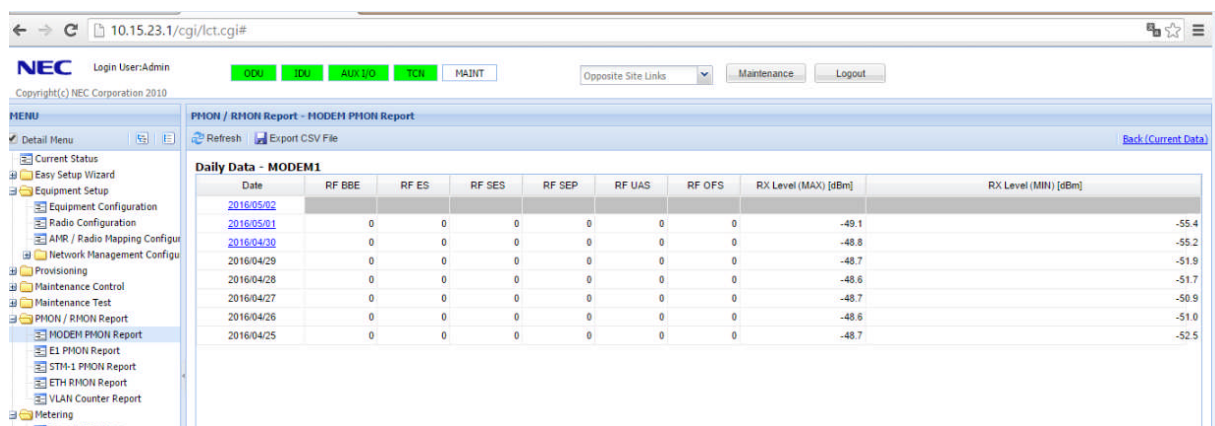 10.15.23.1/cgi/lct.cgi#
NEC Login User:Admin
ODU IDU AUX I/O TCN MAINT Opposite Site Links Maintenance Logout
Copyright(c) NEC Corporation 2010
MENU
PMON / RMON Report - MODEM PMON Report
Detail Menu
Refresh Export CSV File Back (Current Data)
Current Status
Easy Setup Wizard
Equipment Setup
Equipment Configuration
Radio Configuration
AMR / Radio Mapping Configur
Network Management Configu
Provisioning
Maintenance Control
Maintenance Test
PMON / RMON Report
MODEM PMON Report
E1 PMON Report
STM-1 PMON Report
ETH RMON Report
VLAN Counter Report
Metering
Daily Data - MODEM1
Date RF BBE RF ES RF SES RF SEP RF UAS RF OFS RX Level (MAX) [dBm] RX Level (MIN) [dBm]
2016/05/02
2016/05/01 0 0 0 0 0 0 -49.1 -55.4
2016/04/30 0 0 0 0 0 0 -48.8 -55.2
2016/04/29 0 0 0 0 0 0 -48.7 -51.9
2016/04/28 0 0 0 0 0 0 -48.6 -51.7
2016/04/27 0 0 0 0 0 0 -48.7 -50.9
2016/04/26 0 0 0 0 0 0 -48.6 -51.0
2016/04/25 0 0 0 0 0 0 -48.7 -52.5